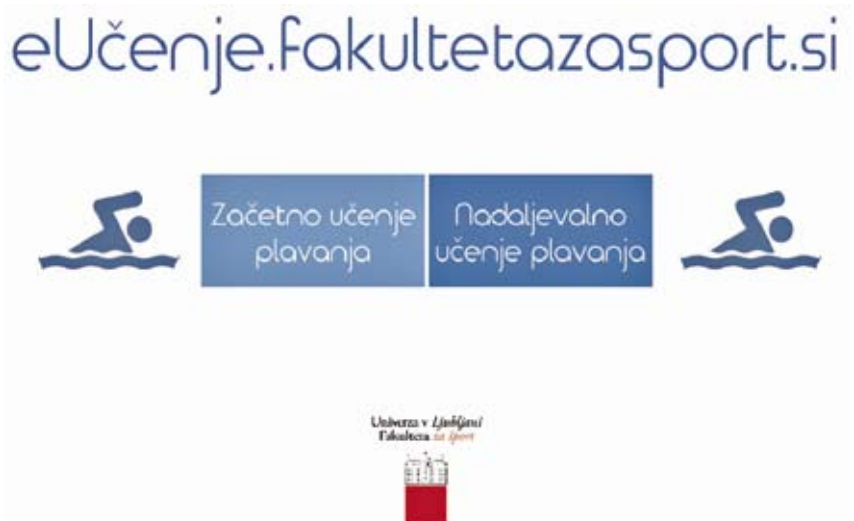 eUčenje.fakultetazasport.si
Začetno učenje
plavanja
Nadaljevalno
učenje plavanja
Univerza v Ljubljani
Fakulteta za šport